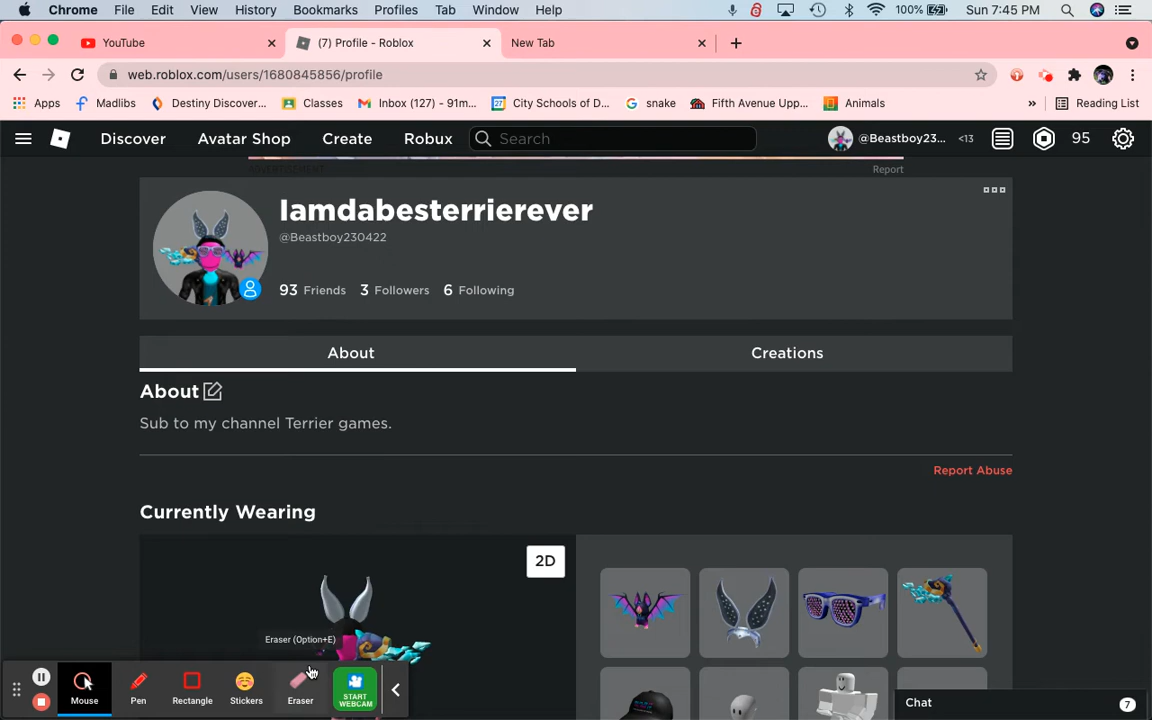 Chrome File Edit View History Bookmarks Profiles Tab Window Help 100% Sun 7:45 PM
YouTube (7) Profile - Roblox New Tab
web.roblox.com/users/1680845856/profile
Apps Madlibs Destiny Discover... Classes Inbox (127) - 91m... City Schools of D... snake Fifth Avenue Upp... Animals » Reading List
Discover Avatar Shop Create Robux Search @Beastboy23... <13 95
Report
Iamdabesterrierever
@Beastboy230422
93 Friends 3 Followers 6 Following
About Creations
About
Sub to my channel Terrier games.
Report Abuse
Currently Wearing
2D
Eraser (Option+E)
Mouse Pen Rectangle Stickers Eraser START WEBCAM
Chat 7